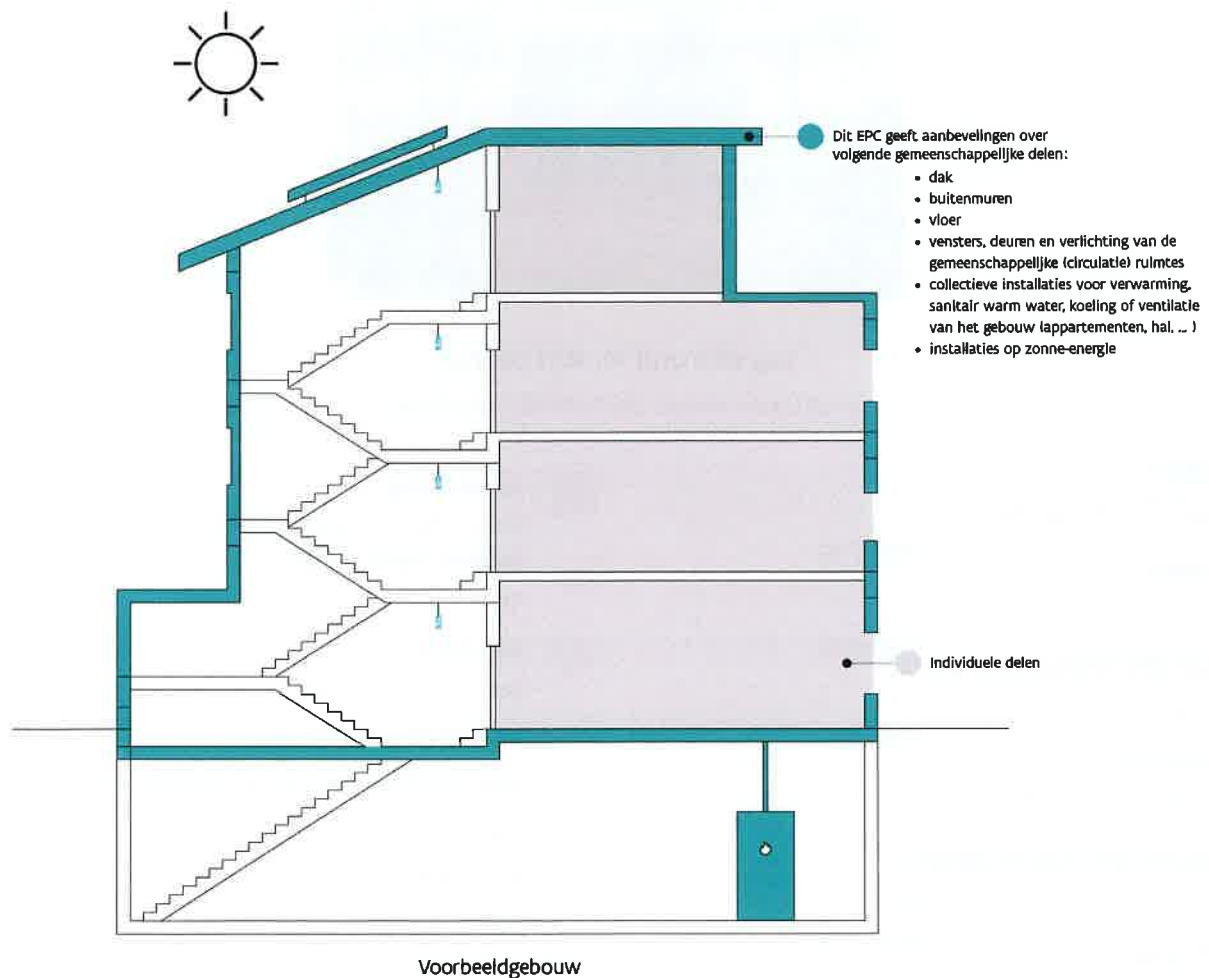 Dit EPC geeft aanbevelingen over
volgende gemeenschappelijke delen:
• dak
• buitenmuren
• vloer
• vensters, deuren en verlichting van de
gemeenschappelijke (circulatie) ruimtes
• collectieve installaties voor verwarming,
sanitair warm water, koeling of ventilatie
van het gebouw (appartementen, hal, ... )
• installaties op zonne-energie
Individuele delen
Voorbeeldgebouw